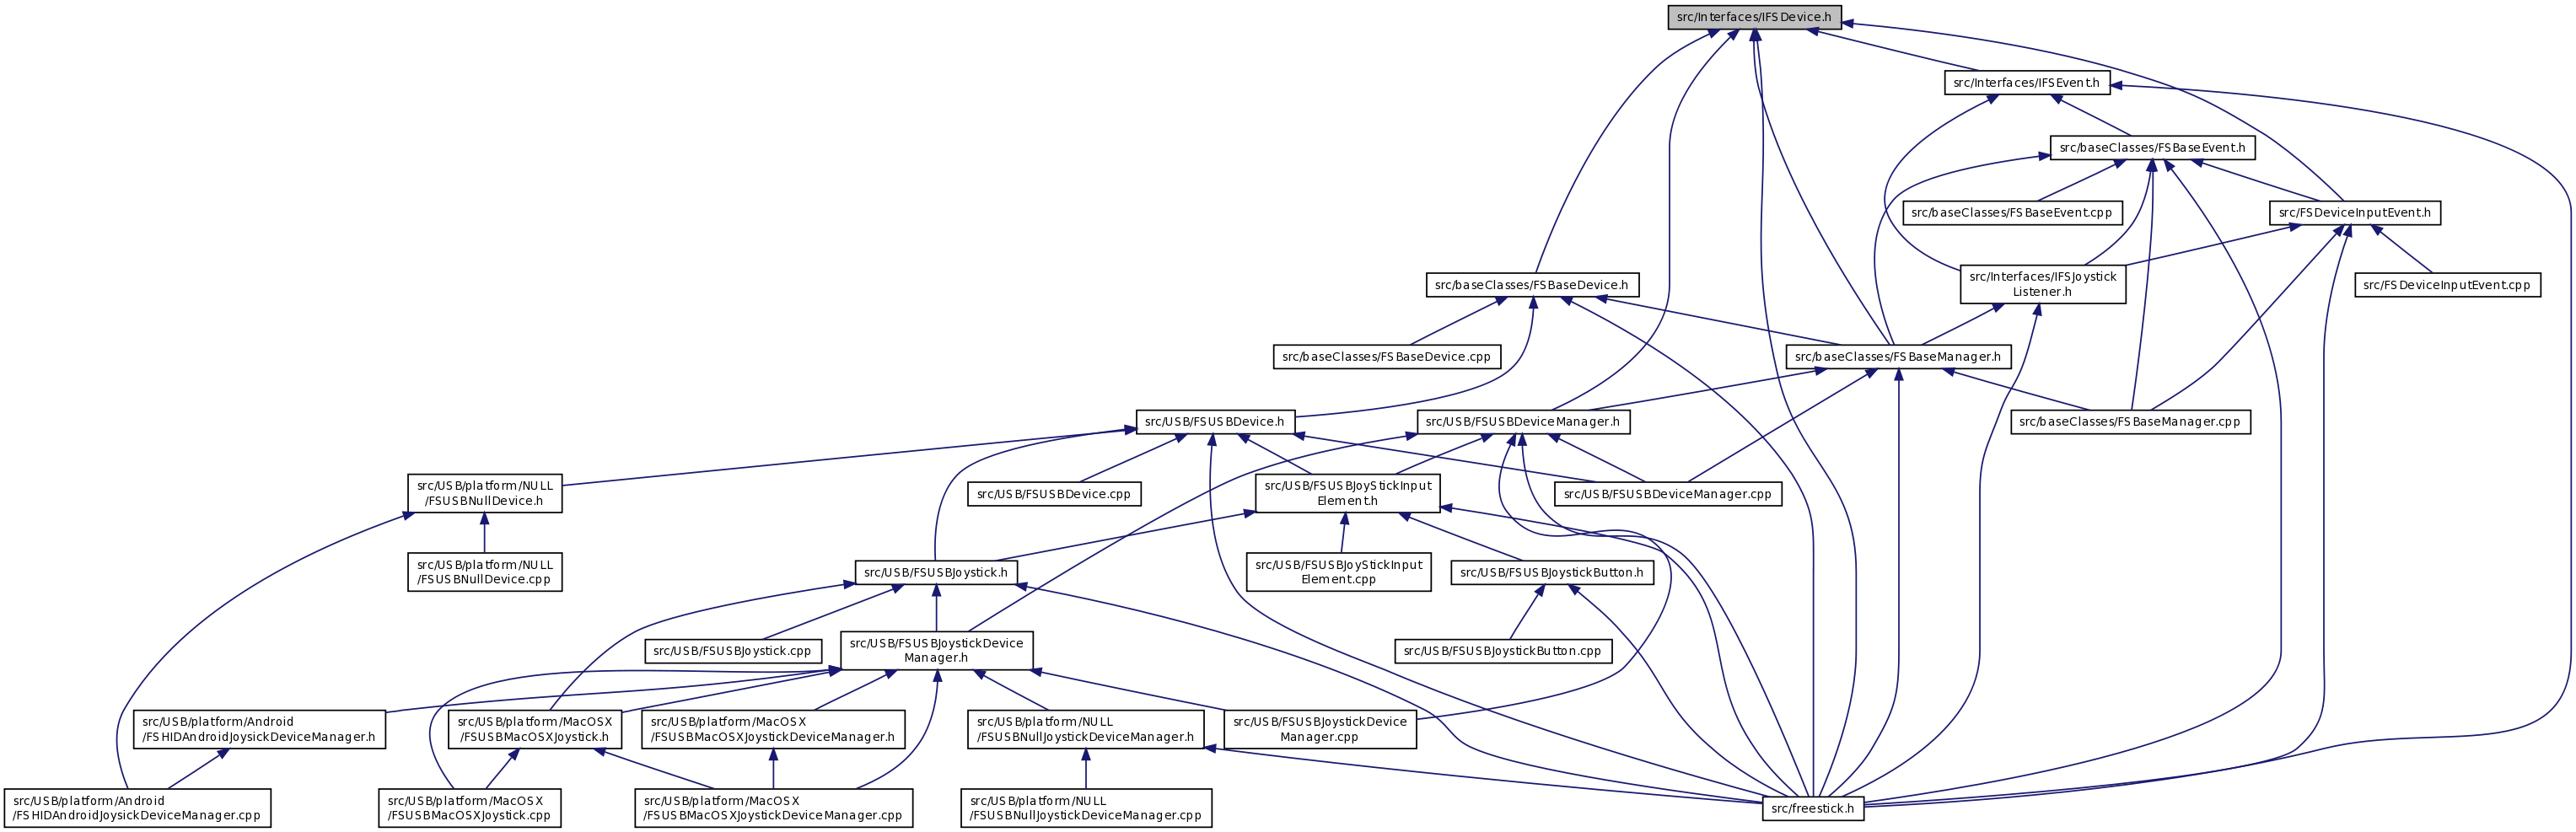 src/Interfaces/IFSDevice.h
src/Interfaces/IFSEvent.h
src/baseClasses/FSBaseEvent.h
src/baseClasses/FSBaseEvent.cpp
src/FSDeviceInputEvent.h
src/baseClasses/FSBaseDevice.h
src/Interfaces/IFSJoystick
Listener.h
src/FSDeviceInputEvent.cpp
src/baseClasses/FSBaseDevice.cpp
src/baseClasses/FSBaseManager.h
src/USB/FSUSBDevice.h
src/USB/FSUSBDeviceManager.h
src/baseClasses/FSBaseManager.cpp
src/USB/platform/NULL
/FSUSBNullDevice.h
src/USB/FSUSBDevice.cpp
src/USB/FSUSBJoyStickInput
Element.h
src/USB/FSUSBDeviceManager.cpp
src/USB/platform/NULL
/FSUSBNullDevice.cpp
src/USB/FSUSBJoystick.h
src/USB/FSUSBJoyStickInput
Element.cpp
src/USB/FSUSBJoystickButton.h
src/USB/FSUSBJoystick.cpp
src/USB/FSUSBJoystickDevice
Manager.h
src/USB/FSUSBJoystickButton.cpp
src/USB/platform/Android
/FSHIDAndroidJoysickDeviceManager.h
src/USB/platform/MacOSX
/FSUSBMacOSXJoystick.h
src/USB/platform/MacOSX
/FSUSBMacOSXJoystickDeviceManager.h
src/USB/platform/NULL
/FSUSBNullJoystickDeviceManager.h
src/USB/FSUSBJoystickDevice
Manager.cpp
src/USB/platform/Android
/FSHIDAndroidJoysickDeviceManager.cpp
src/USB/platform/MacOSX
/FSUSBMacOSXJoystick.cpp
src/USB/platform/MacOSX
/FSUSBMacOSXJoystickDeviceManager.cpp
src/USB/platform/NULL
/FSUSBNullJoystickDeviceManager.cpp
src/freestick.h